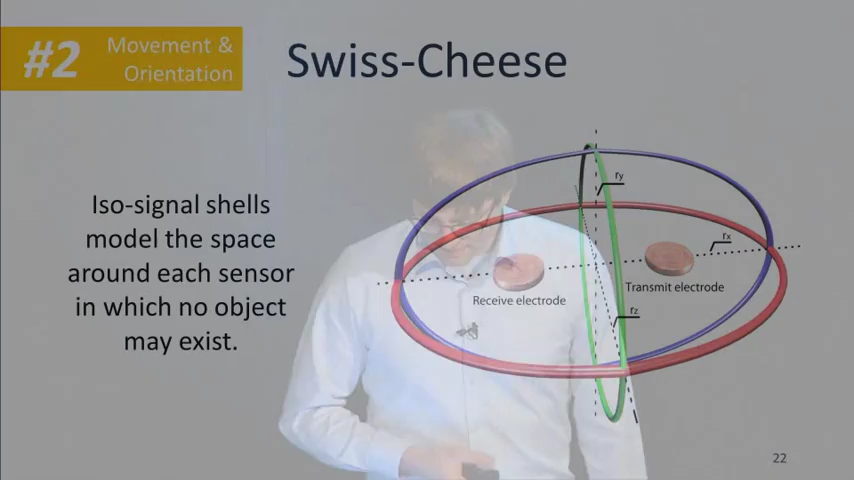 #2
Movement &
Orientation
Swiss-Cheese
Iso-signal shells
model the space
around each sensor
in which no object
may exist.
ry
rx
Receive electrode
Transmit electrode
rz
22